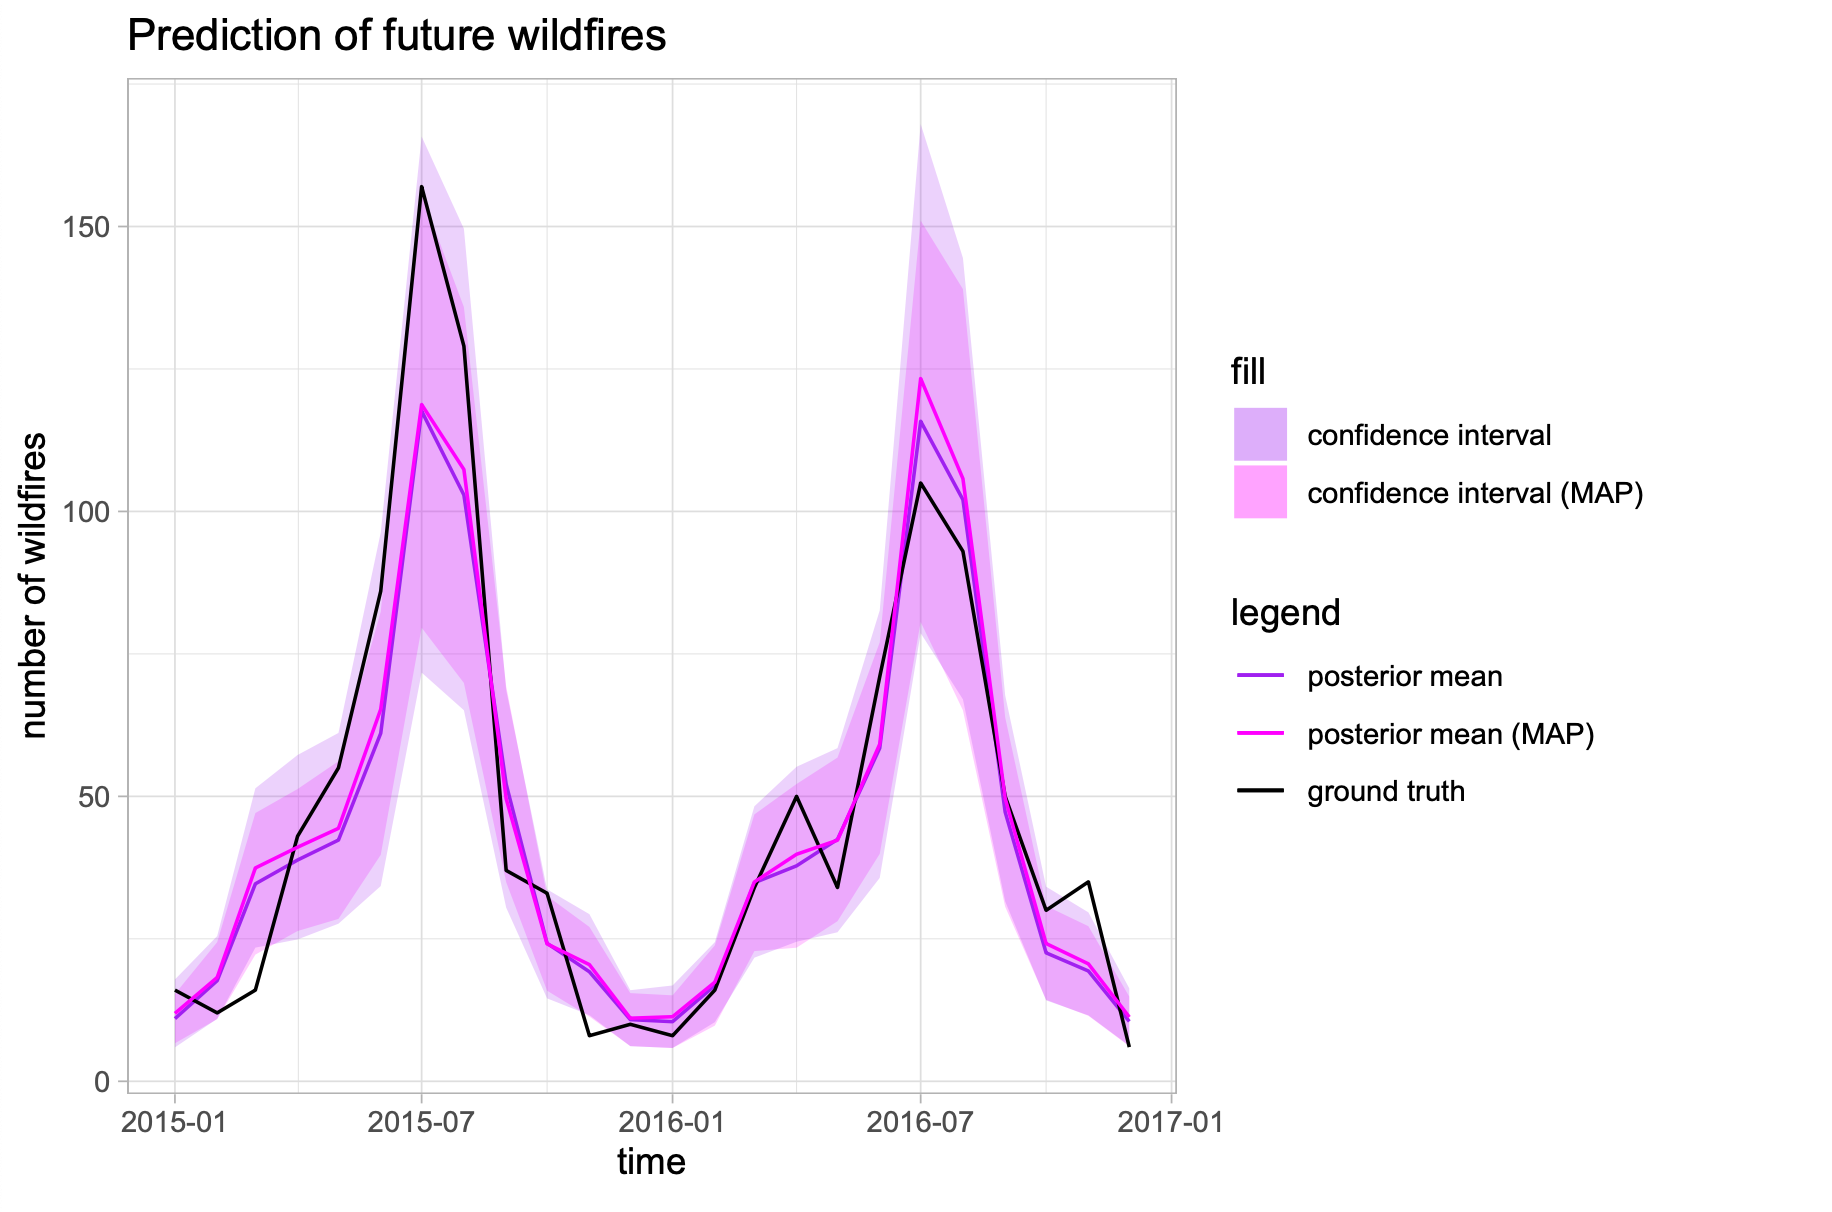 Prediction of future wildfires
number of wildfires
150
100
50
0
2015-01
2015-07
2016-01
2016-07
2017-01
time
fill
confidence interval
confidence interval (MAP)
legend
posterior mean
posterior mean (MAP)
ground truth